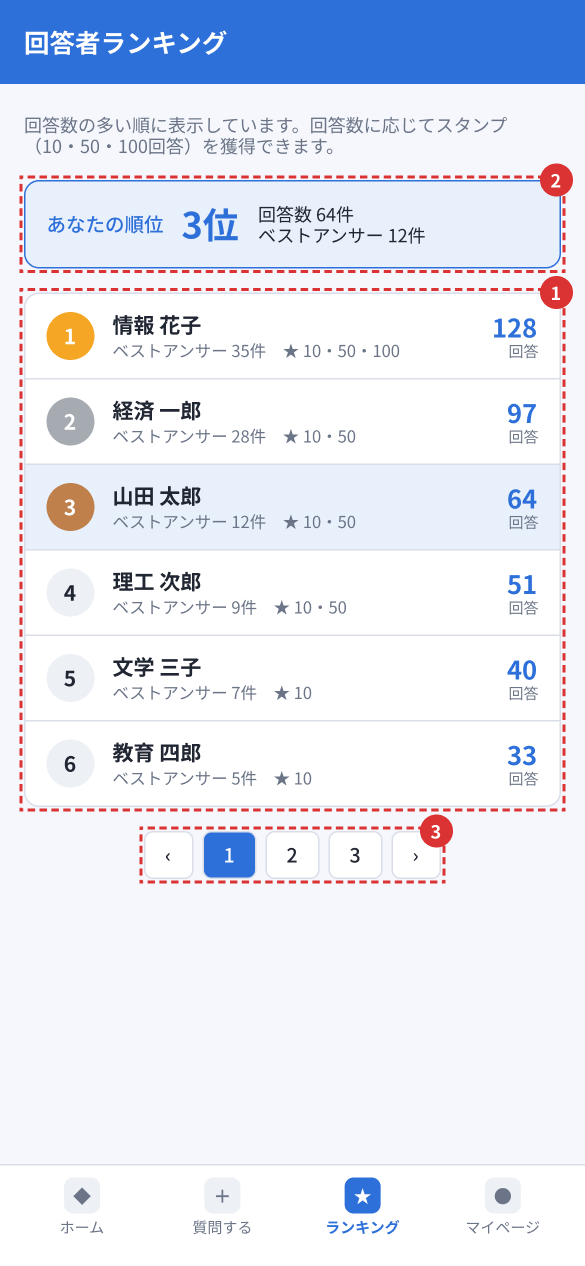 回答者ランキング
回答数の多い順に表示しています。回答数に応じてスタンプ
（10・50・100回答）を獲得できます。
2
あなたの順位 3位
回答数 64件
ベストアンサー 12件
1
1 情報 花子 128
ベストアンサー 35件 ★ 10・50・100 回答
2 経済 一郎 97
ベストアンサー 28件 ★ 10・50 回答
3 山田 太郎 64
ベストアンサー 12件 ★ 10・50 回答
4 理工 次郎 51
ベストアンサー 9件 ★ 10・50 回答
5 文学 三子 40
ベストアンサー 7件 ★ 10 回答
6 教育 四郎 33
ベストアンサー 5件 ★ 10 回答
3
‹ 1 2 3 ›
ホーム 質問する ランキング マイページ